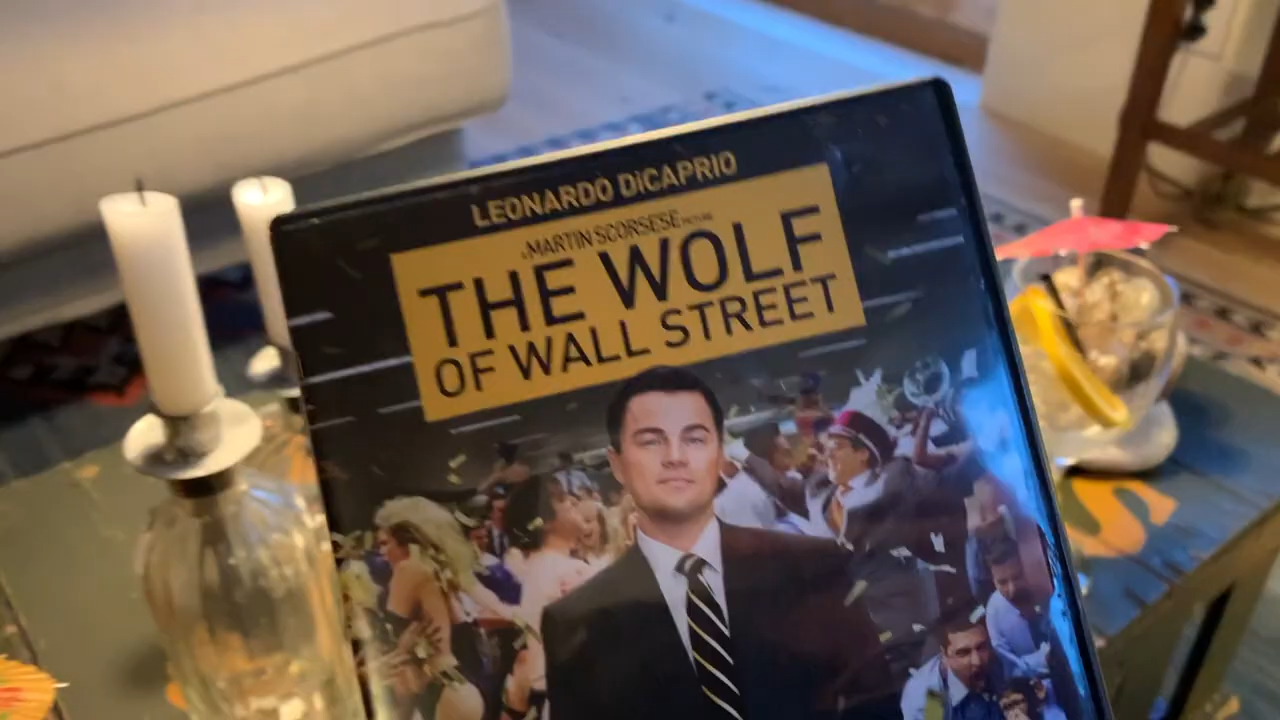 LEONARDO DiCAPRIO
A MARTIN SCORSESE PICTURE
THE WOLF
OF WALL STREET